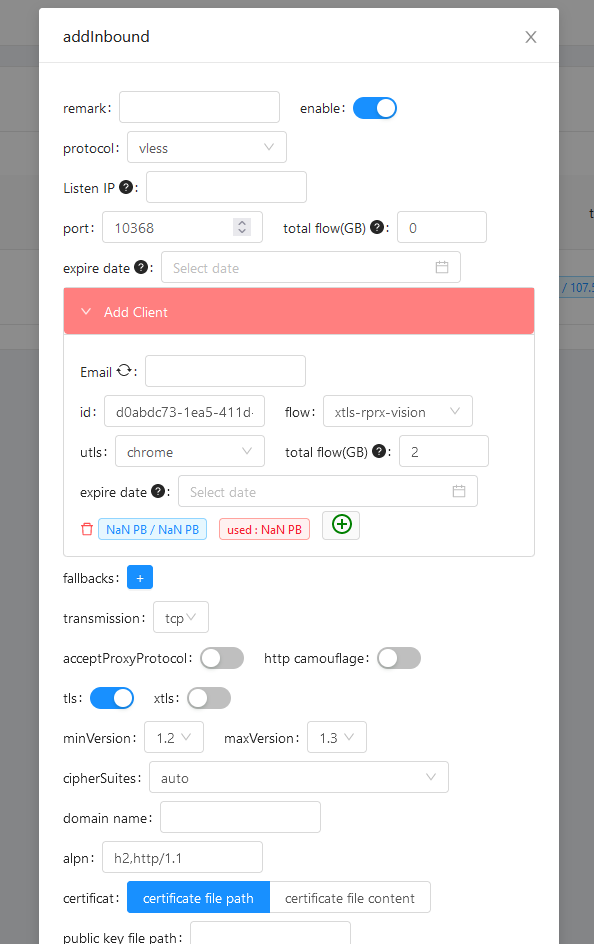 addInbound
remark:
enable:
protocol: vless
Listen IP ? :
port: 10368 total flow(GB) ? : 0
expire date ? : Select date
/ 107.5
Add Client
Email :
id: d0abdc73-1ea5-411d- flow: xtls-rprx-vision
utls: chrome total flow(GB) ? : 2
expire date ? : Select date
NaN PB / NaN PB used : NaN PB
fallbacks: +
transmission: tcp
acceptProxyProtocol: http camouflage:
tls: xtls:
minVersion: 1.2 maxVersion: 1.3
cipherSuites: auto
domain name:
alpn: h2,http/1.1
certificat: certificate file path certificate file content
public key file path: